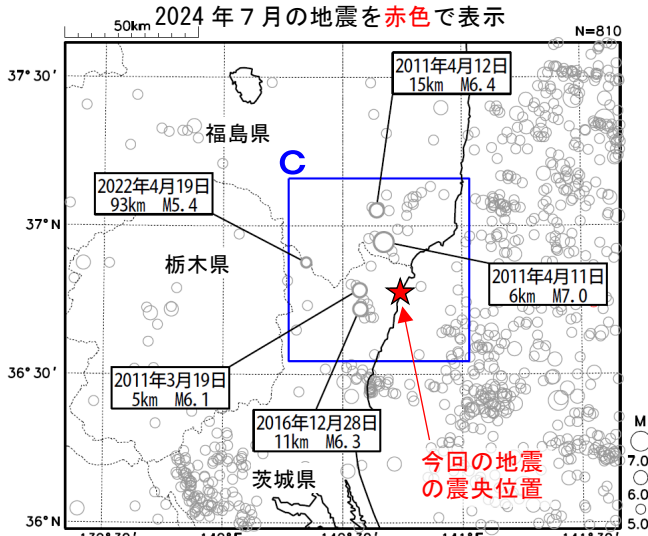 50km
2024年7月の地震を赤色で表示
N=810
37°30'
2011年4月12日
15km M6.4
福島県
C
2022年4月19日
93km M5.4
37°N
栃木県
2011年4月11日
6km M7.0
36°30'
2011年3月19日
5km M6.1
2016年12月28日
11km M6.3
今回の地震
の震央位置
茨城県
M
7.0
6.0
5.0
36°N